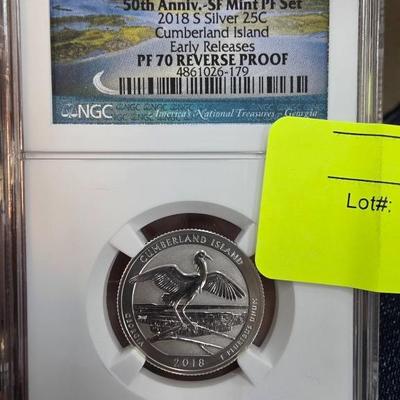 50th Anniv.-SF Mint PF Set
2018 S Silver 25C
Cumberland Island
Early Releases
PF 70 REVERSE PROOF
4861026-179
NGC
America's National Treasures - Georgia
Lot#:
CUMBERLAND ISLAND
GEORGIA
2018
E PLURIBUS UNUM